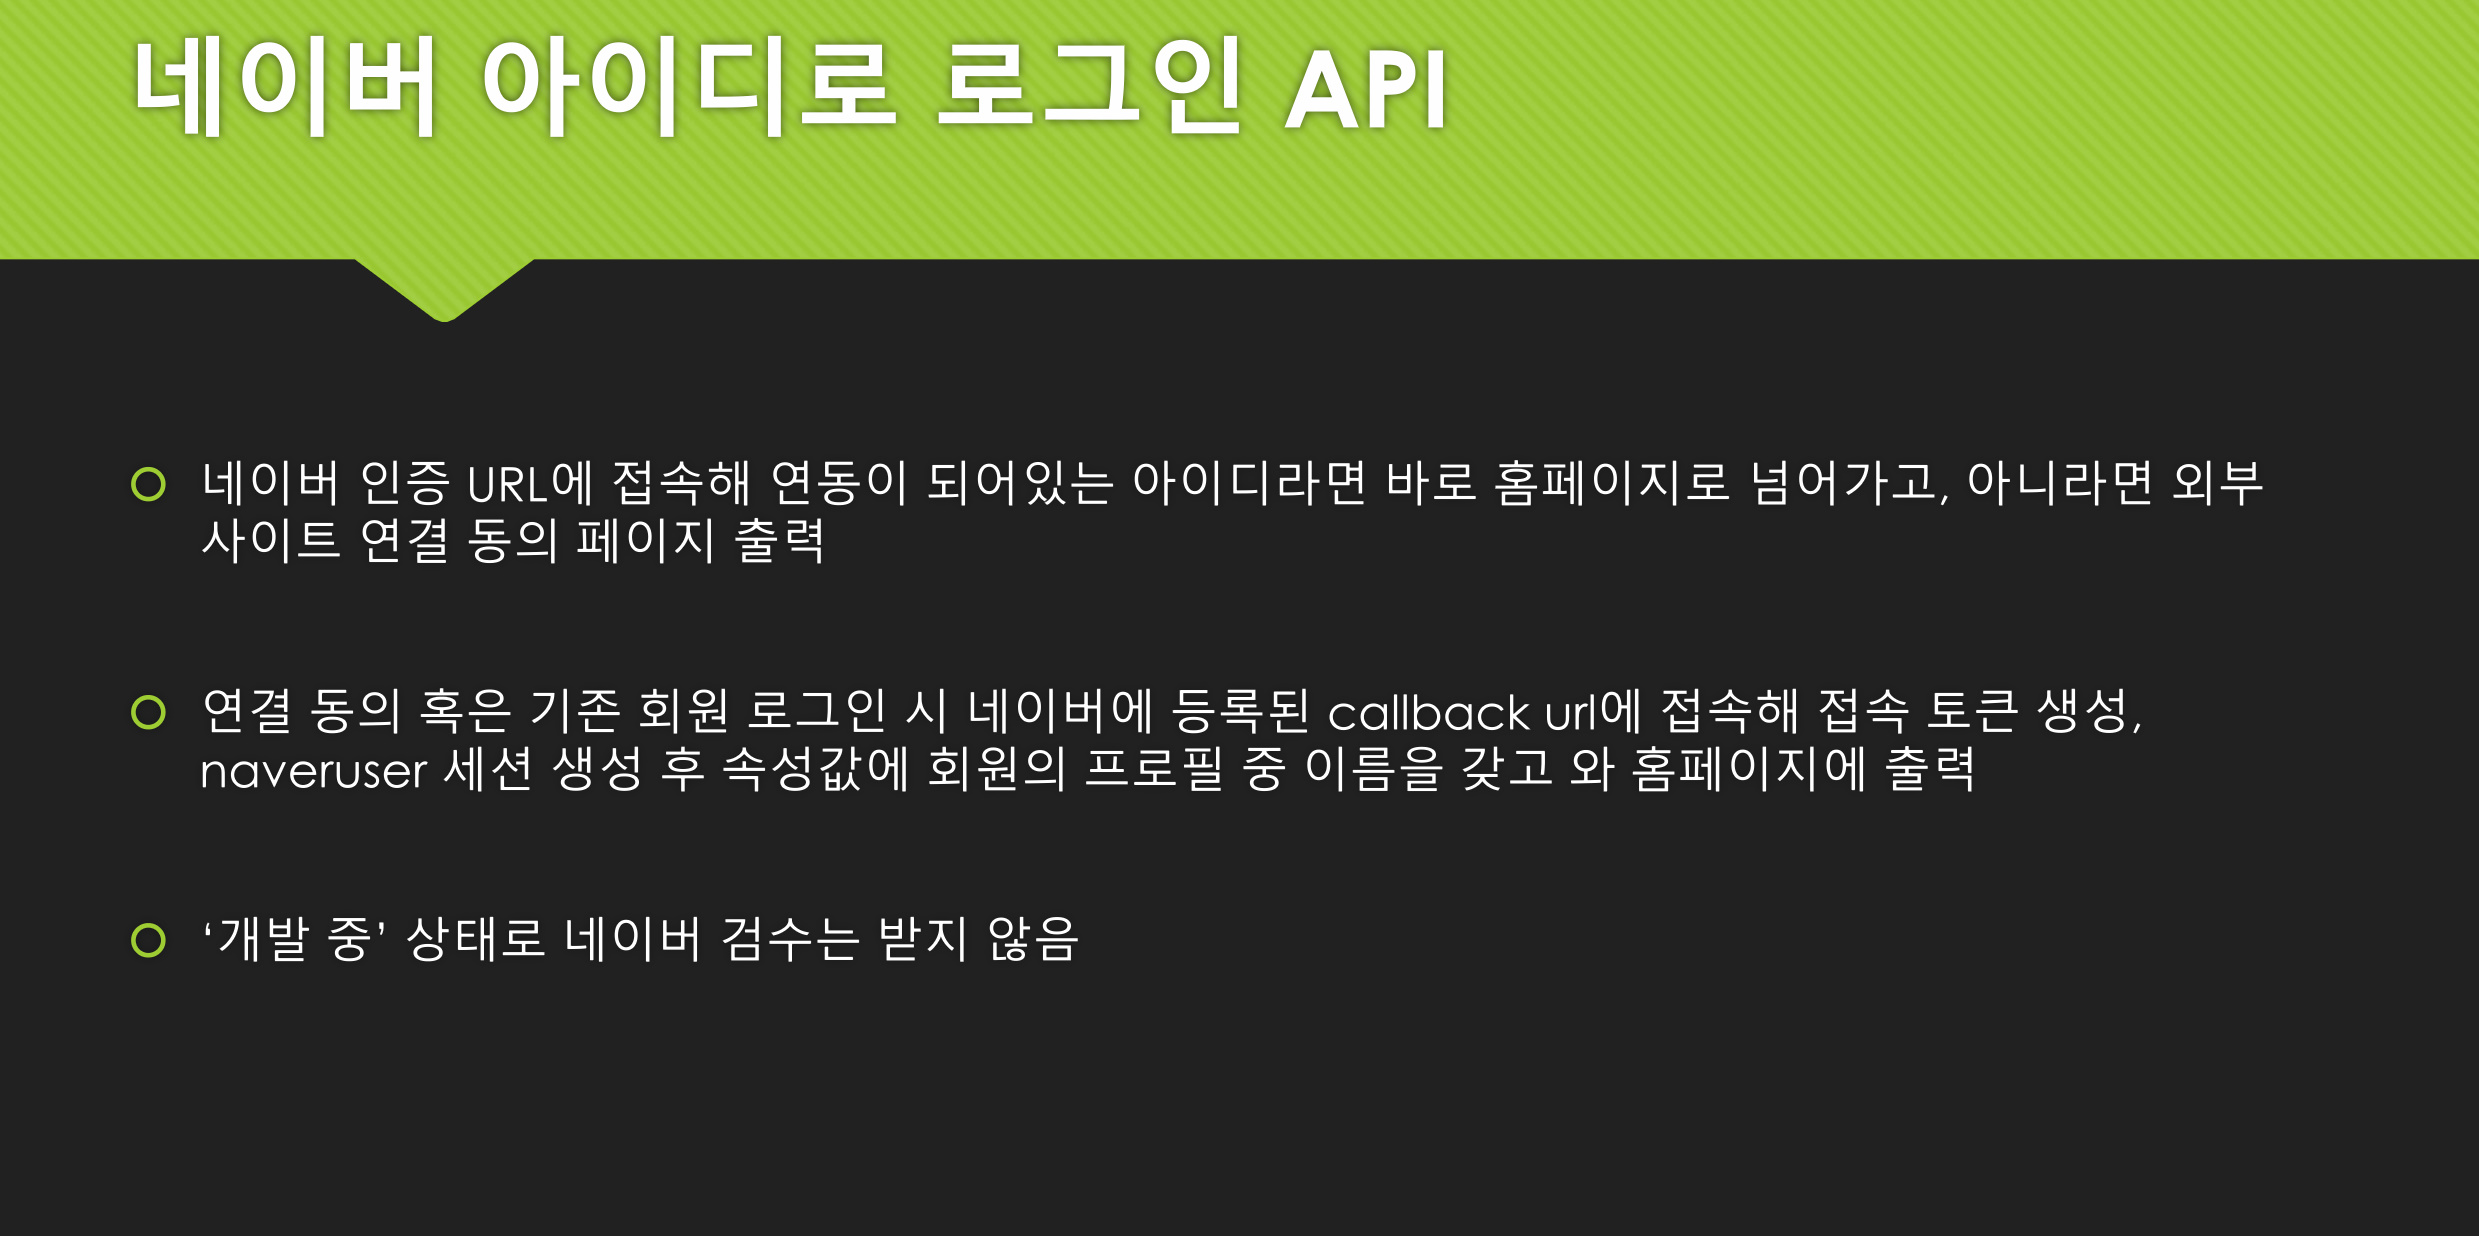 네이버 아이디로 로그인 API
네이버 인증 URL에 접속해 연동이 되어있는 아이디라면 바로 홈페이지로 넘어가고, 아니라면 외부
사이트 연결 동의 페이지 출력
연결 동의 혹은 기존 회원 로그인 시 네이버에 등록된 callback url에 접속해 접속 토큰 생성,
naveruser 세션 생성 후 속성값에 회원의 프로필 중 이름을 갖고 와 홈페이지에 출력
‘개발 중’ 상태로 네이버 검수는 받지 않음